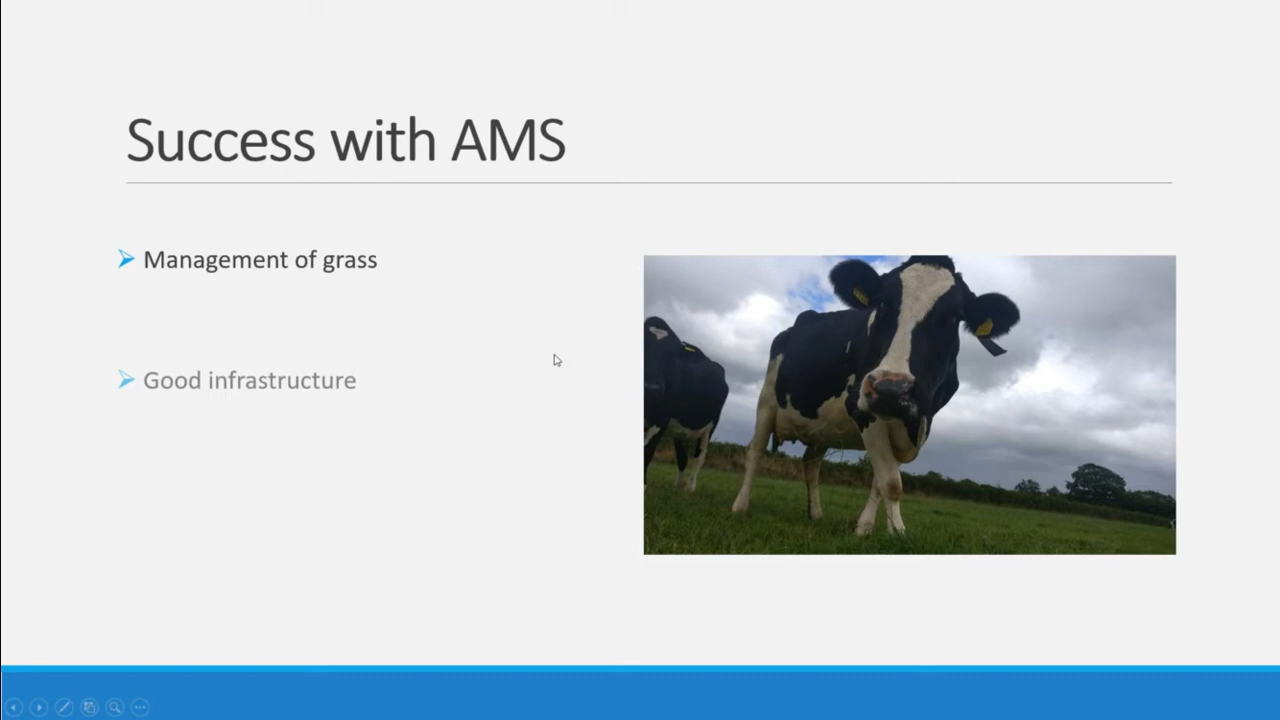 Success with AMS
Management of grass
Good infrastructure